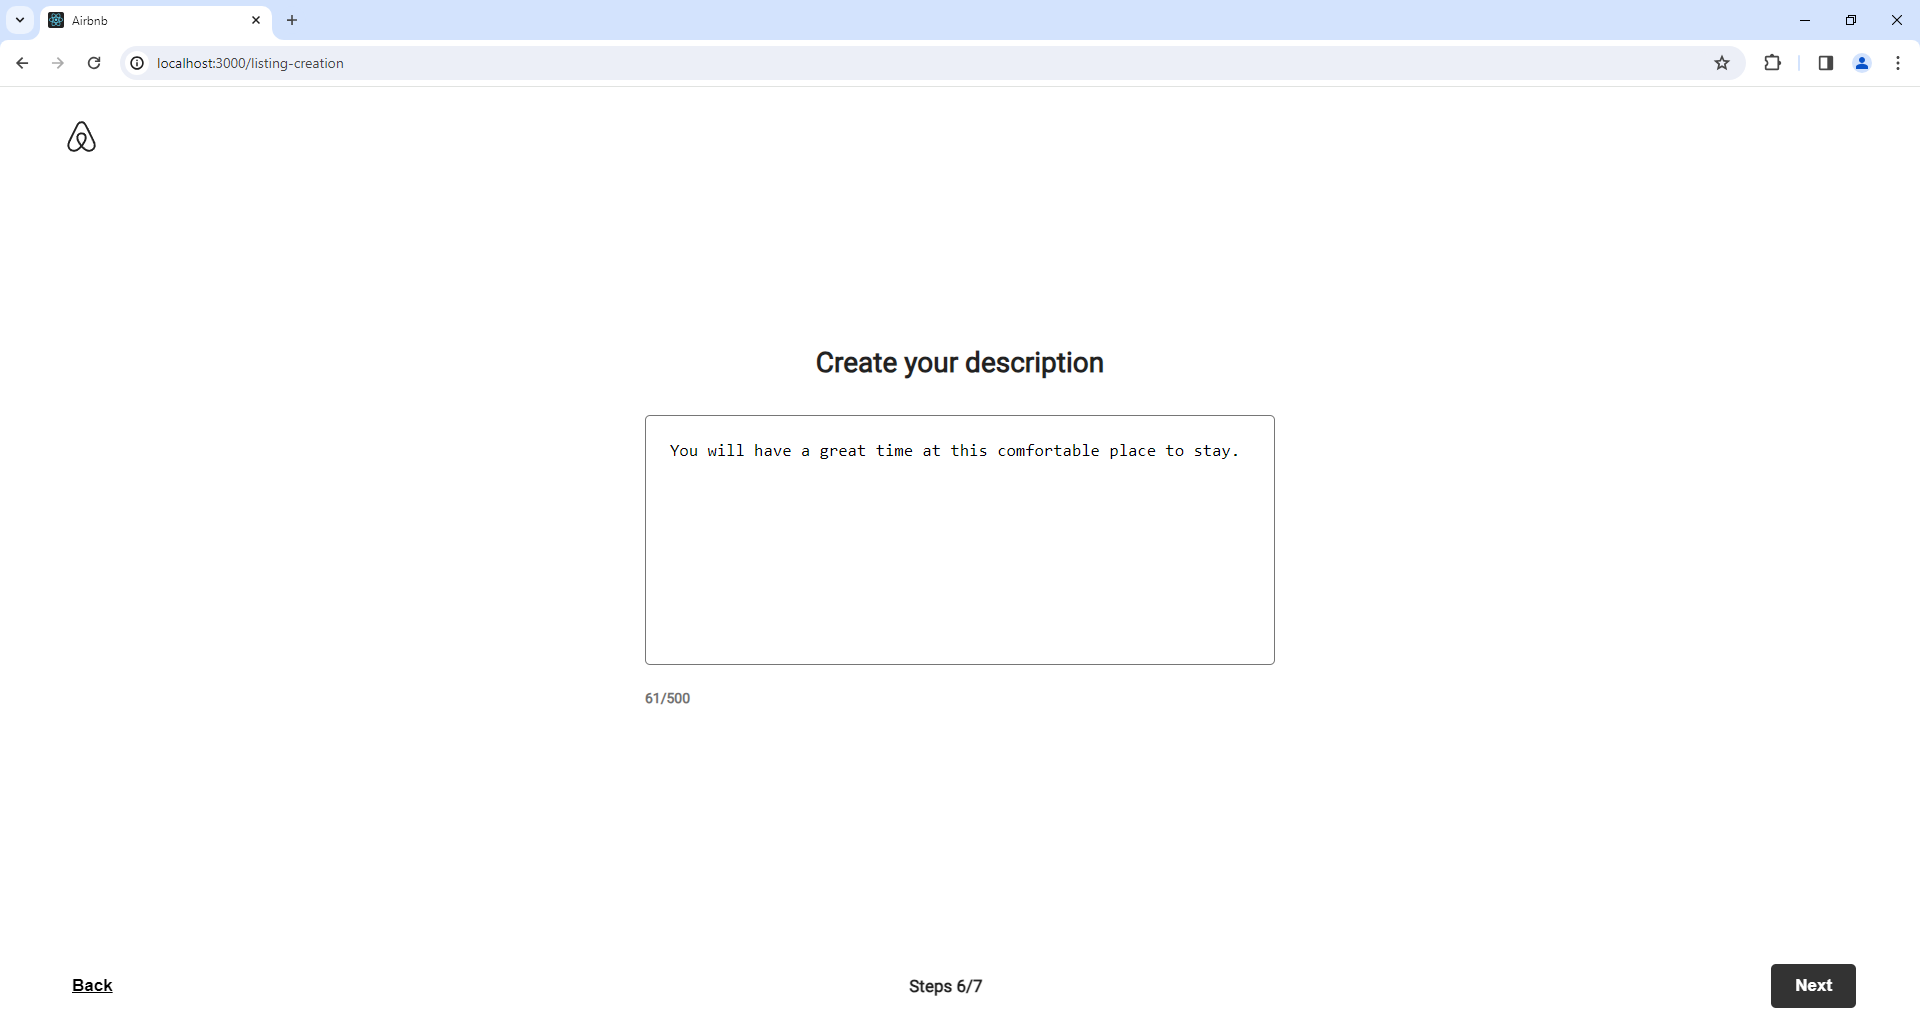 Airbnb
localhost:3000/listing-creation
Create your description
You will have a great time at this comfortable place to stay.
61/500
Back
Steps 6/7
Next